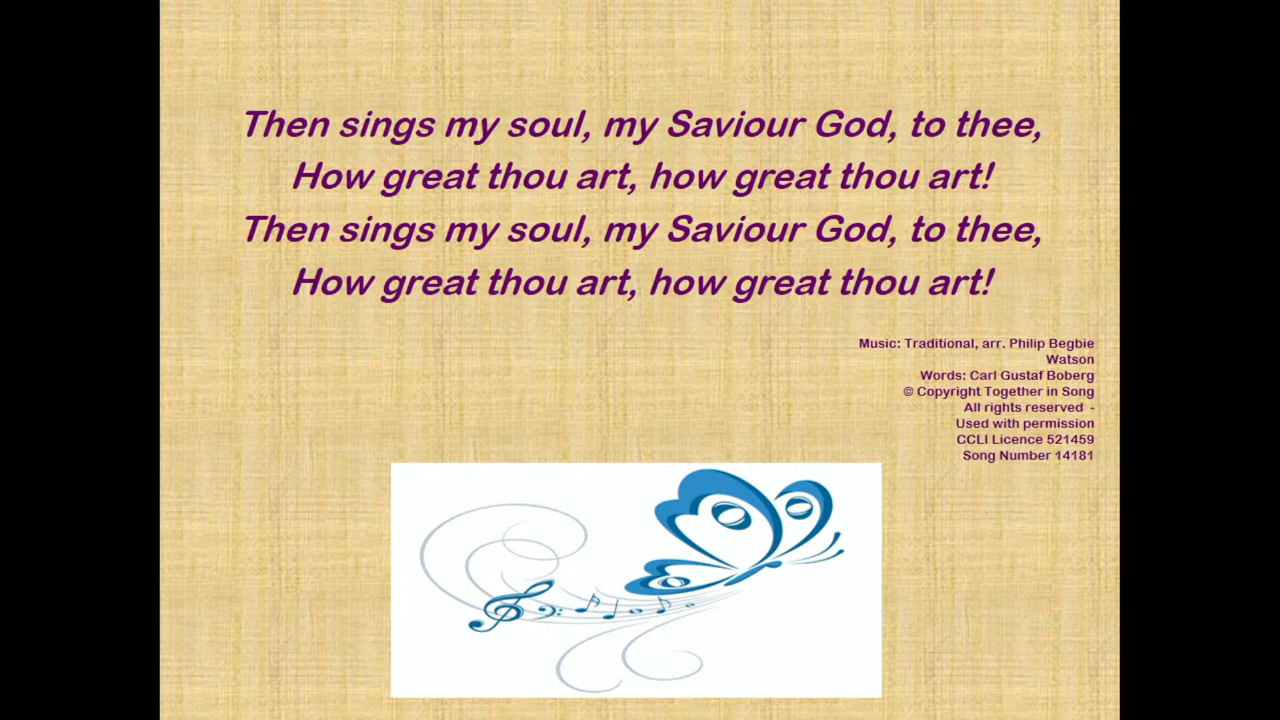 Then sings my soul, my Saviour God, to thee,
How great thou art, how great thou art!
Then sings my soul, my Saviour God, to thee,
How great thou art, how great thou art!
Music: Traditional, arr. Philip Begbie
Watson
Words: Carl Gustaf Boberg
© Copyright Together in Song
All rights reserved -
Used with permission
CCLI Licence 521459
Song Number 14181